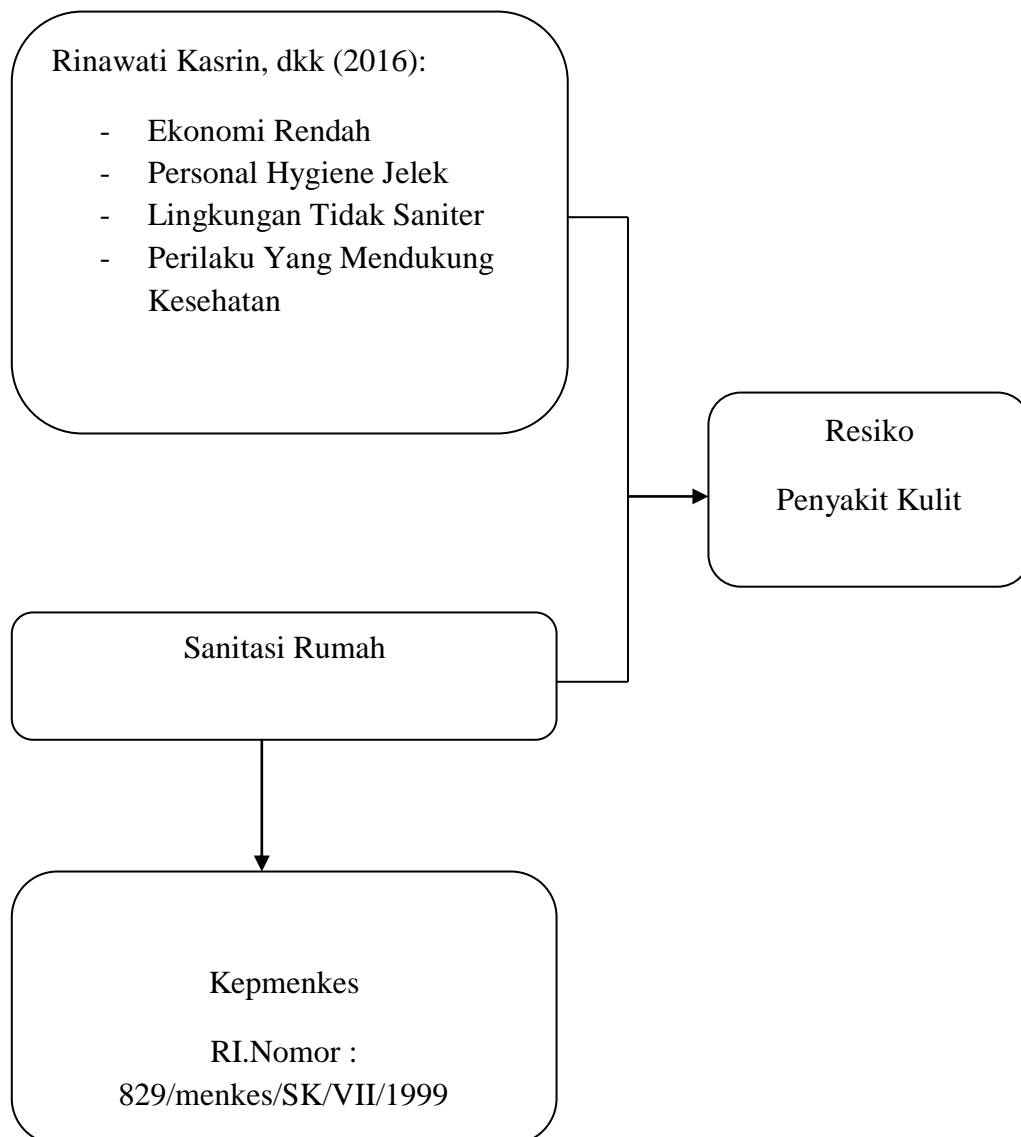 Rinawati Kasrin, dkk (2016):
- Ekonomi Rendah
- Personal Hygiene Jelek
- Lingkungan Tidak Saniter
- Perilaku Yang Mendukung
Kesehatan
Resiko
Penyakit Kulit
Sanitasi Rumah
Kepmenkes
RI.Nomor :
829/menkes/SK/VII/1999